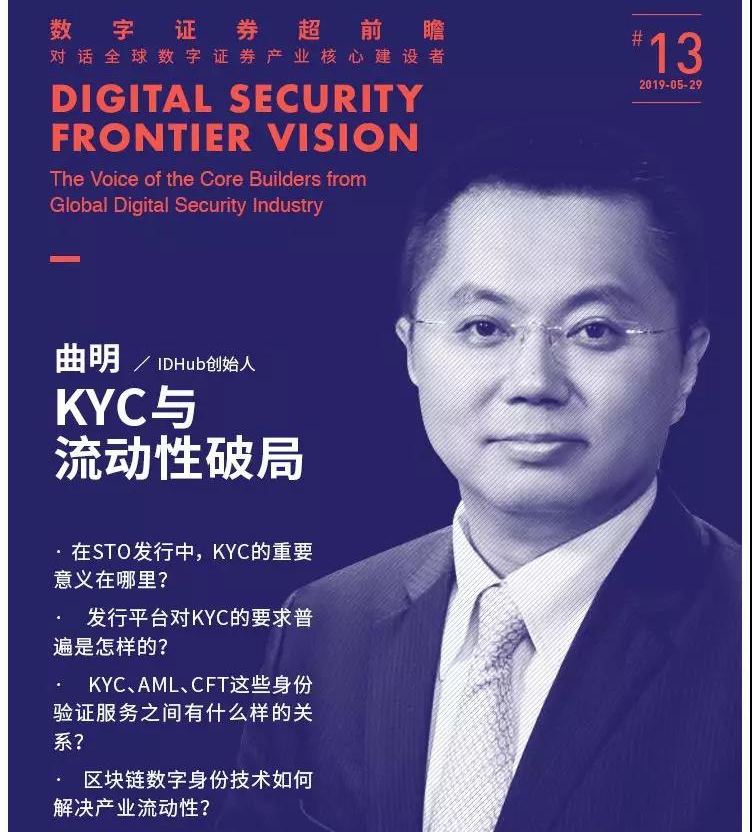 数字证券超前瞻
对话全球数字证券产业核心建设者
#13
2019-05-29
DIGITAL SECURITY
FRONTIER VISION
The Voice of the Core Builders from
Global Digital Security Industry
曲明 / IDHub创始人
KYC与
流动性破局
· 在STO发行中，KYC的重要
意义在哪里？
· 发行平台对KYC的要求普
遍是怎样的？
· KYC、AML、CFT这些身份
验证服务之间有什么样的关
系？
· 区块链数字身份技术如何
解决产业流动性？